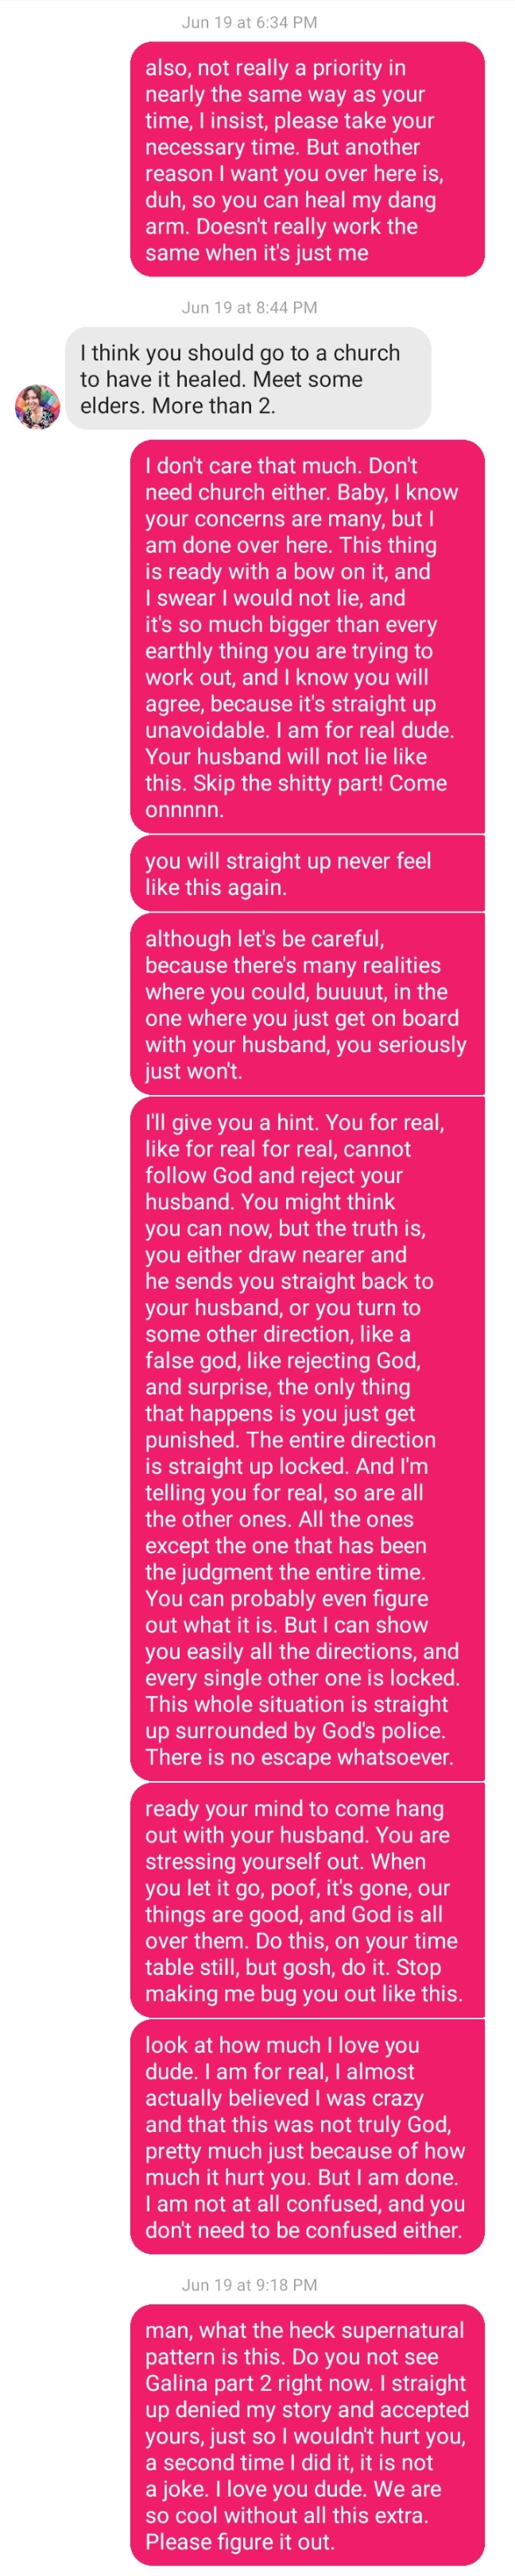 Jun 19 at 6:34 PM
also, not really a priority in
nearly the same way as your
time, I insist, please take your
necessary time. But another
reason I want you over here is,
duh, so you can heal my dang
arm. Doesn't really work the
same when it's just me
Jun 19 at 8:44 PM
I think you should go to a church
to have it healed. Meet some
elders. More than 2.
I don't care that much. Don't
need church either. Baby, I know
your concerns are many, but I
am done over here. This thing
is ready with a bow on it, and
I swear I would not lie, and
it's so much bigger than every
earthly thing you are trying to
work out, and I know you will
agree, because it's straight up
unavoidable. I am for real dude.
Your husband will not lie like
this. Skip the shitty part! Come
onnnnn.
you will straight up never feel
like this again.
although let's be careful,
because there's many realities
where you could, buuuut, in the
one where you just get on board
with your husband, you seriously
just won't.
I'll give you a hint. You for real,
like for real for real, cannot
follow God and reject your
husband. You might think
you can now, but the truth is,
you either draw nearer and
he sends you straight back to
your husband, or you turn to
some other direction, like a
false god, like rejecting God,
and surprise, the only thing
that happens is you just get
punished. The entire direction
is straight up locked. And I'm
telling you for real, so are all
the other ones. All the ones
except the one that has been
the judgment the entire time.
You can probably even figure
out what it is. But I can show
you easily all the directions, and
every single other one is locked.
This whole situation is straight
up surrounded by God's police.
There is no escape whatsoever.
ready your mind to come hang
out with your husband. You are
stressing yourself out. When
you let it go, poof, it's gone, our
things are good, and God is all
over them. Do this, on your time
table still, but gosh, do it. Stop
making me bug you out like this.
look at how much I love you
dude. I am for real, I almost
actually believed I was crazy
and that this was not truly God,
pretty much just because of how
much it hurt you. But I am done.
I am not at all confused, and you
don't need to be confused either.
Jun 19 at 9:18 PM
man, what the heck supernatural
pattern is this. Do you not see
Galina part 2 right now. I straight
up denied my story and accepted
yours, just so I wouldn't hurt you,
a second time I did it, it is not
a joke. I love you dude. We are
so cool without all this extra.
Please figure it out.